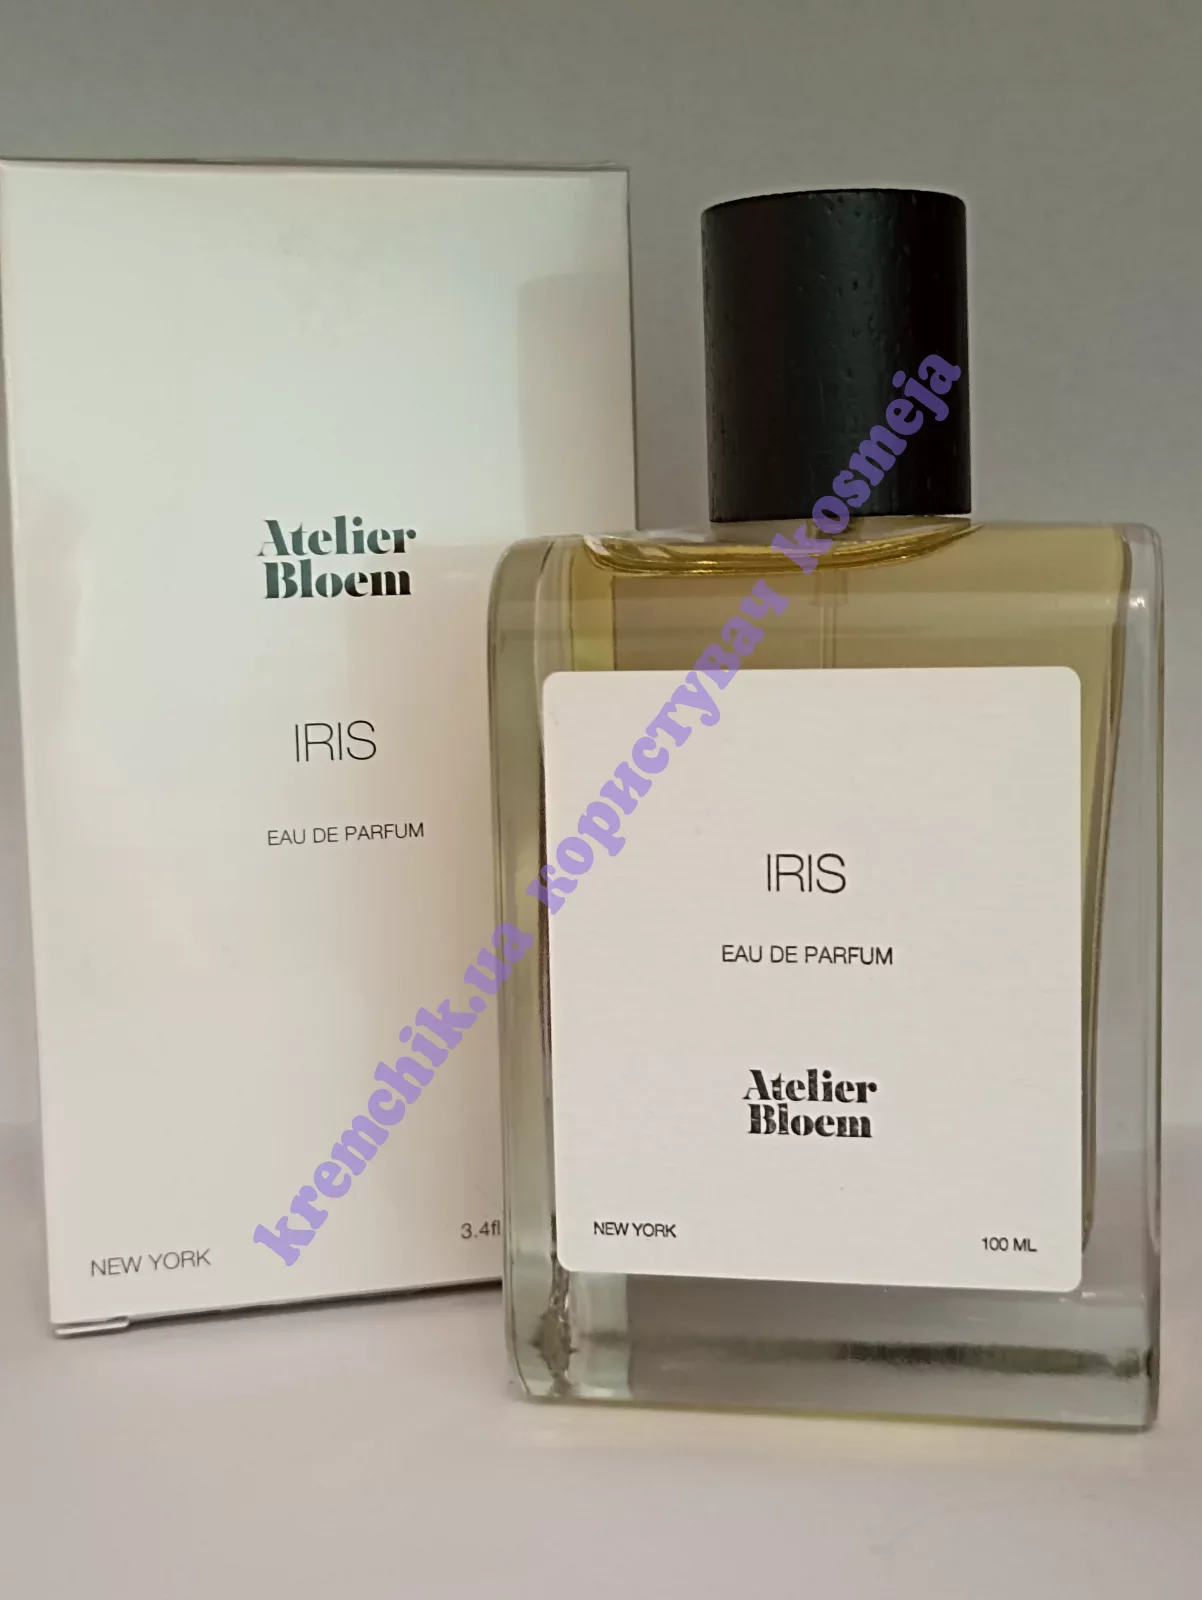 Atelier
Bloem
IRIS
EAU DE PARFUM
NEW YORK
3.4fl
IRIS
EAU DE PARFUM
Atelier
Bloem
NEW YORK
100 ML
kremchik.ua користувач kosmeja